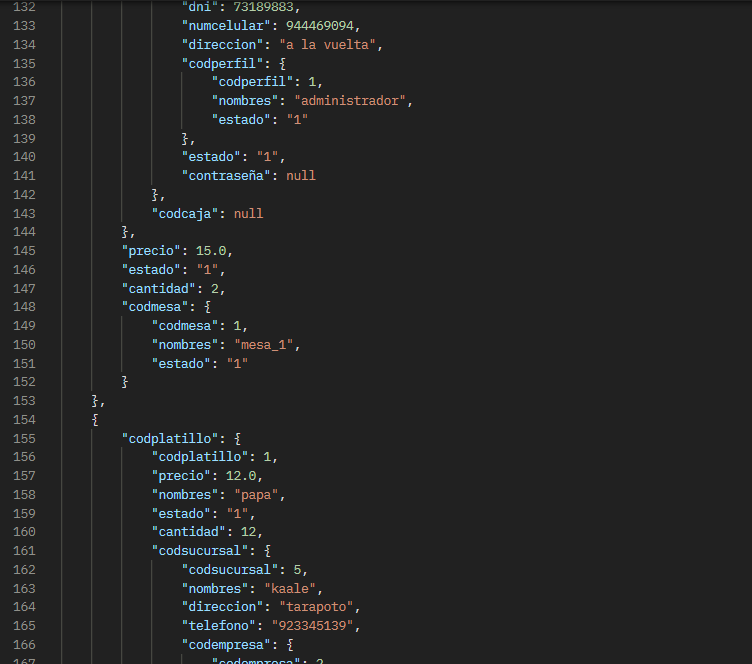 132 "dni": 73189883,
133 "numcelular": 944469094,
134 "direccion": "a la vuelta",
135 "codperfil": {
136 "codperfil": 1,
137 "nombres": "administrador",
138 "estado": "1"
139 },
140 "estado": "1",
141 "contraseña": null
142 },
143 "codcaja": null
144 },
145 "precio": 15.0,
146 "estado": "1",
147 "cantidad": 2,
148 "codmesa": {
149 "codmesa": 1,
150 "nombres": "mesa_1",
151 "estado": "1"
152 }
153 },
154 {
155 "codplatillo": {
156 "codplatillo": 1,
157 "precio": 12.0,
158 "nombres": "papa",
159 "estado": "1",
160 "cantidad": 12,
161 "codsucursal": {
162 "codsucursal": 5,
163 "nombres": "kaale",
164 "direccion": "tarapoto",
165 "telefono": "923345139",
166 "codempresa": {
167 "codempresa": 2,